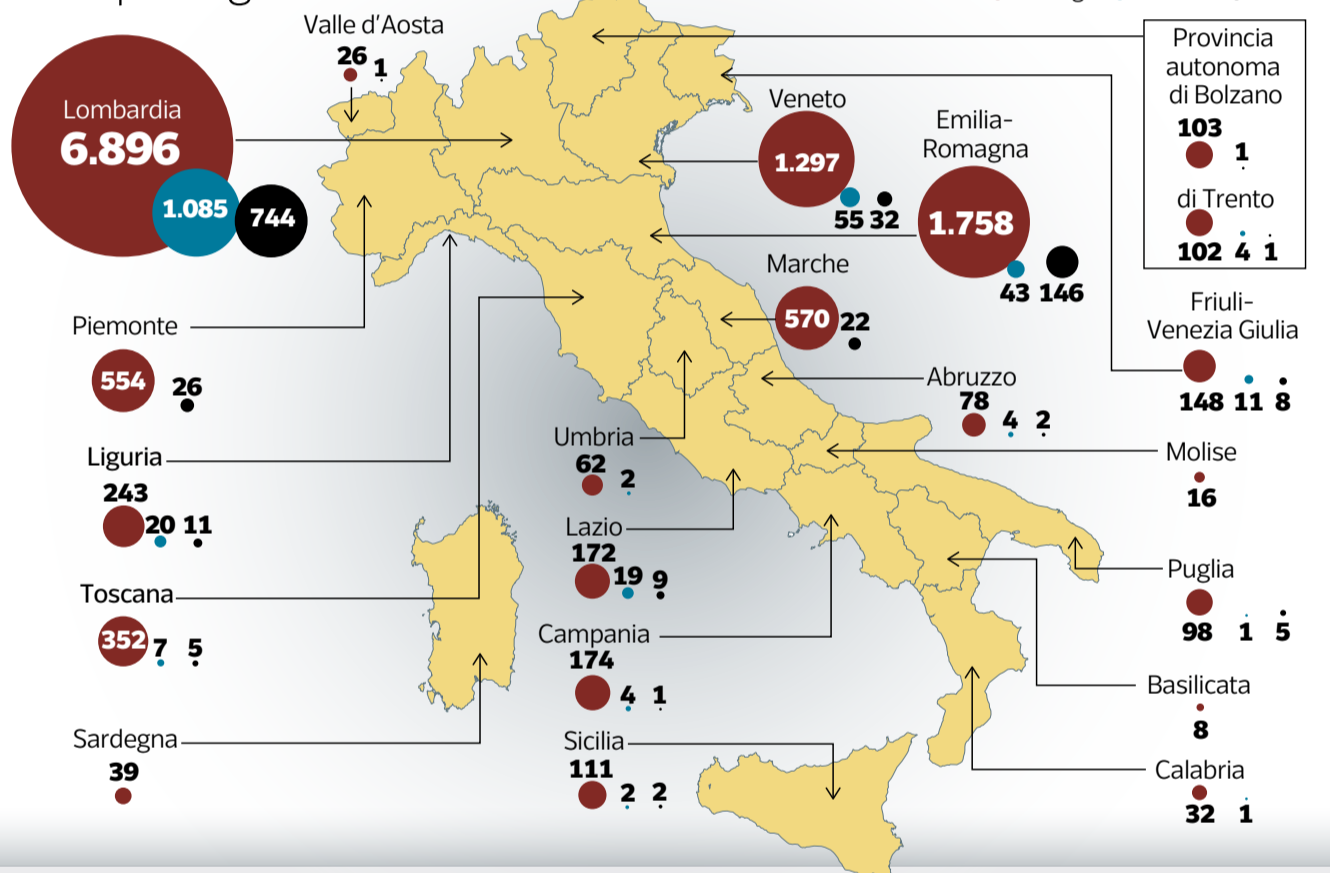 Valle d'Aosta
26 1
Lombardia
6.896
1.085
744
Piemonte
554
26
Liguria
243
20 11
Toscana
352 7 5
Sardegna
39
Veneto
1.297
55 32
Emilia-
Romagna
1.758
43 146
Marche
570 22
Abruzzo
78
4 2
Umbria
62
2
Lazio
172
19 9
Campania
174
4 1
Sicilia
111
2 2
Provincia
autonoma
di Bolzano
103
1
di Trento
102 4 1
Friuli-
Venezia Giulia
148 11 8
Molise
16
Puglia
98 1 5
Basilicata
8
Calabria
32 1